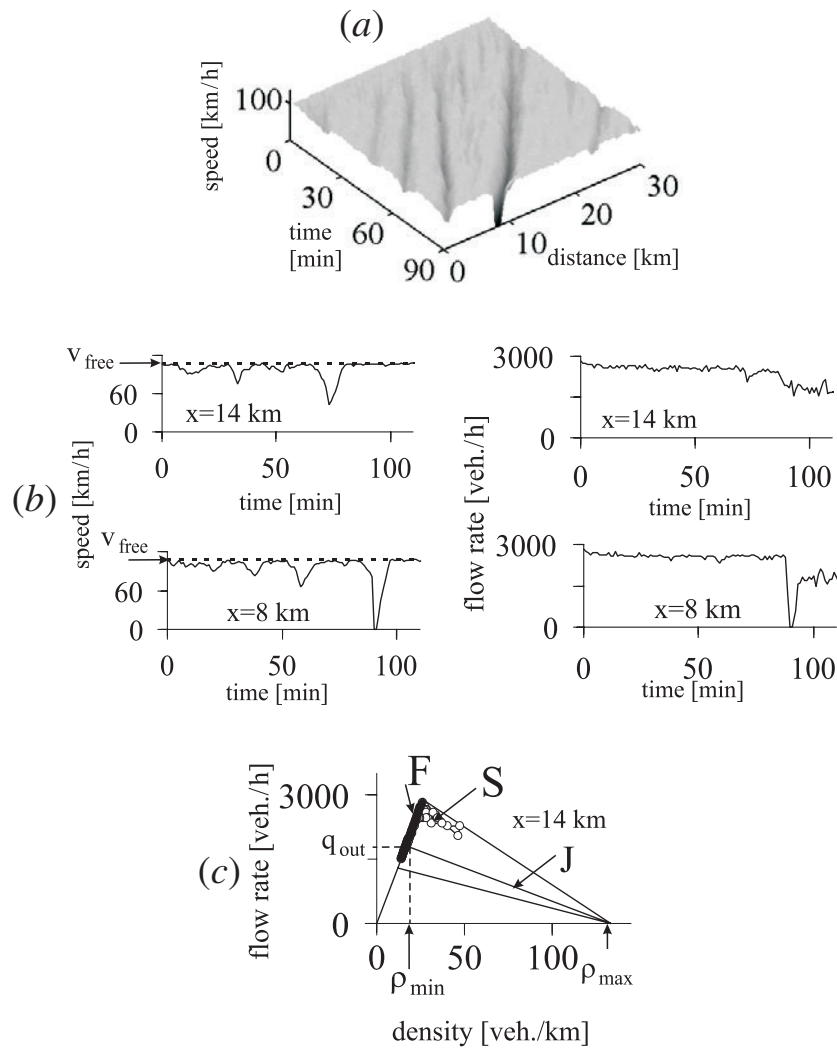 (a)
speed [km/h]
100
0
30
60
90
time
[min]
0
10
20
30
distance [km]
(b)
speed [km/h]
v free
60
0
x=14 km
0 50 100
time [min]
v free
60
0
x=8 km
0 50 100
time [min]
flow rate [veh./h]
3000
0
x=14 km
0 50 100
time [min]
3000
0
x=8 km
0 50 100
time [min]
(c)
flow rate [veh./h]
3000
q out
0
F
S
x=14 km
J
0 50 100
ρ min
ρ max
density [veh./km]